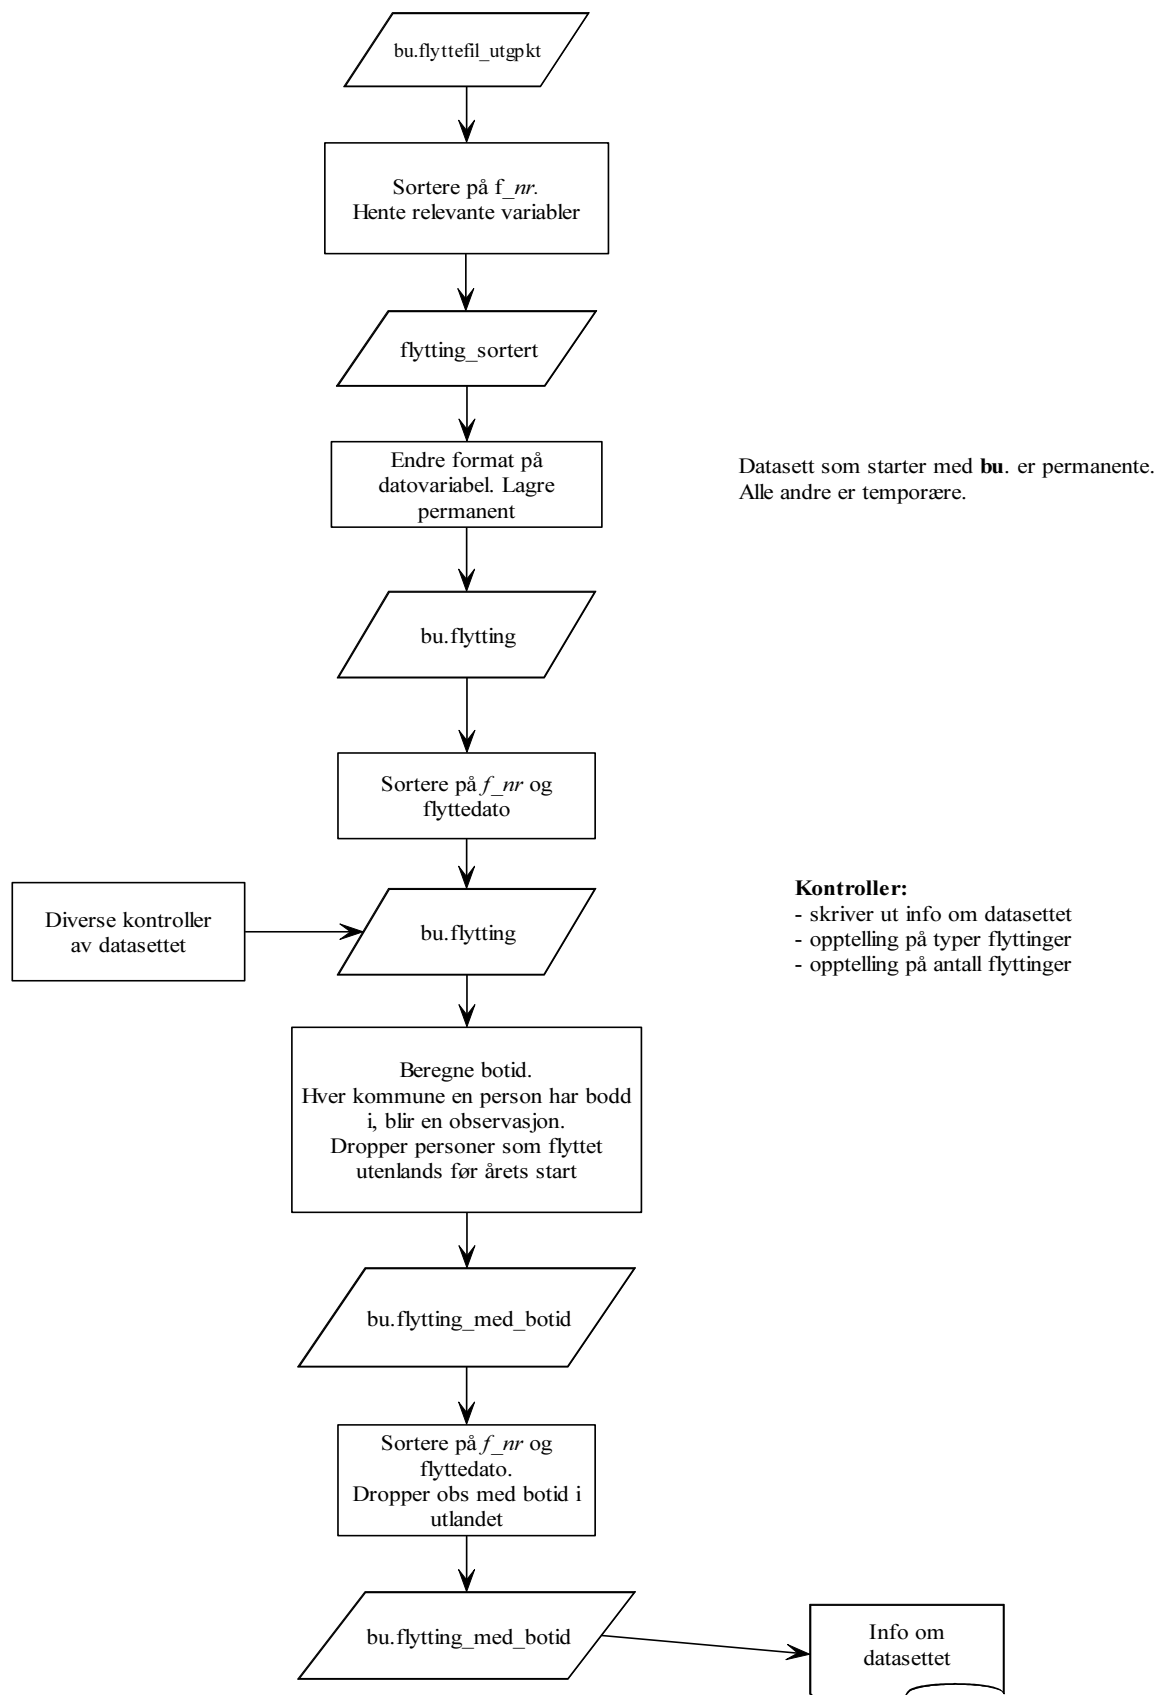 bu.flyttefil_utgpkt
Sortere på f_nr.
Hente relevante variabler
flytting_sortert
Endre format på
datovariabel. Lagre
permanent
Datasett som starter med bu. er permanente.
Alle andre er temporære.
bu.flytting
Sortere på f_nr og
flyttedato
Diverse kontroller
av datasettet
bu.flytting
Kontroller:
- skriver ut info om datasettet
- opptelling på typer flyttinger
- opptelling på antall flyttinger
Beregne botid.
Hver kommune en person har bodd
i, blir en observasjon.
Dropper personer som flyttet
utenlands før årets start
bu.flytting_med_botid
Sortere på f_nr og
flyttedato.
Dropper obs med botid i
utlandet
bu.flytting_med_botid
Info om
datasettet